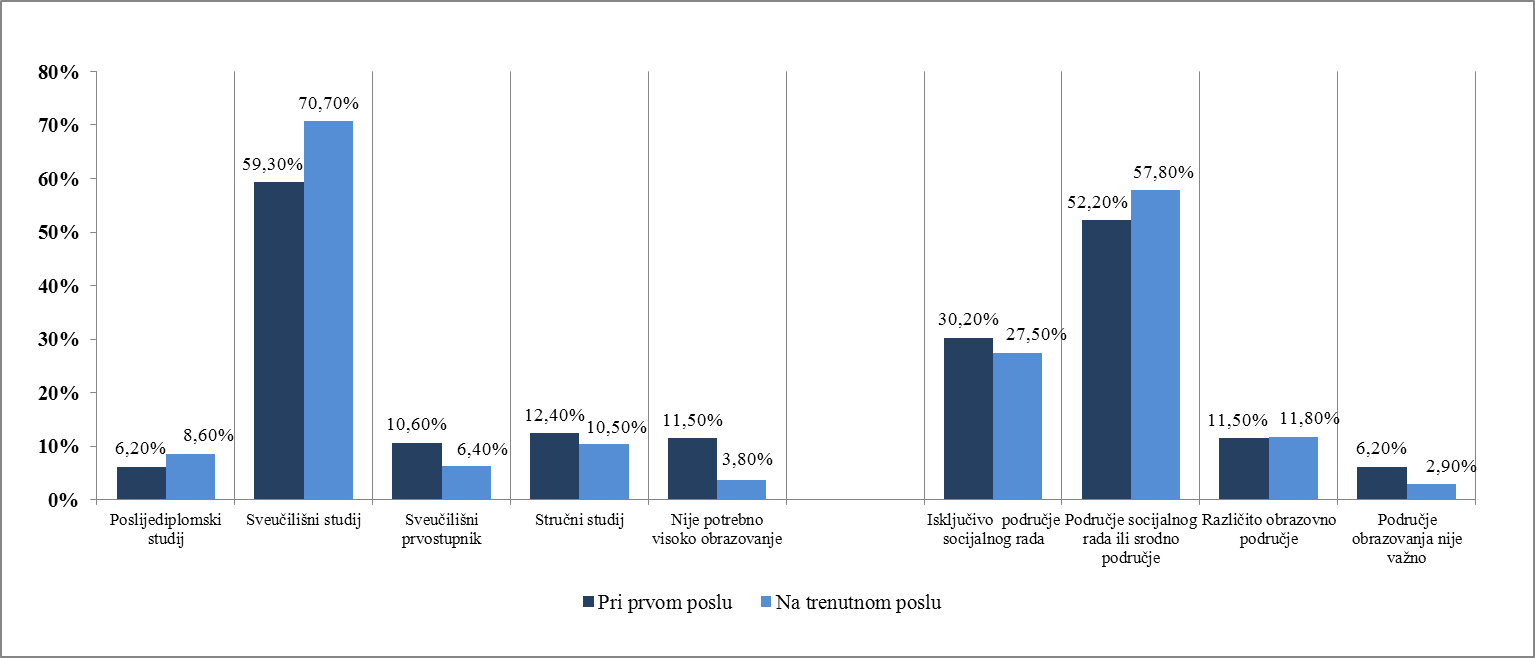 80%
70%
60%
50%
40%
30%
20%
10%
0%
6,20%
8,60%
59,30%
70,70%
10,60%
6,40%
12,40%
10,50%
11,50%
3,80%
30,20%
27,50%
52,20%
57,80%
11,50%
11,80%
6,20%
2,90%
Poslijediplomski
studij
Sveučilišni studij
Sveučilišni
prvostupnik
Stručni studij
Nije potrebno
visoko obrazovanje
Isključivo područje
socijalnog rada
Područje socijalnog
rada ili srodno
područje
Različito obrazovno
područje
Područje
obrazovanja nije
važno
Pri prvom poslu
Na trenutnom poslu